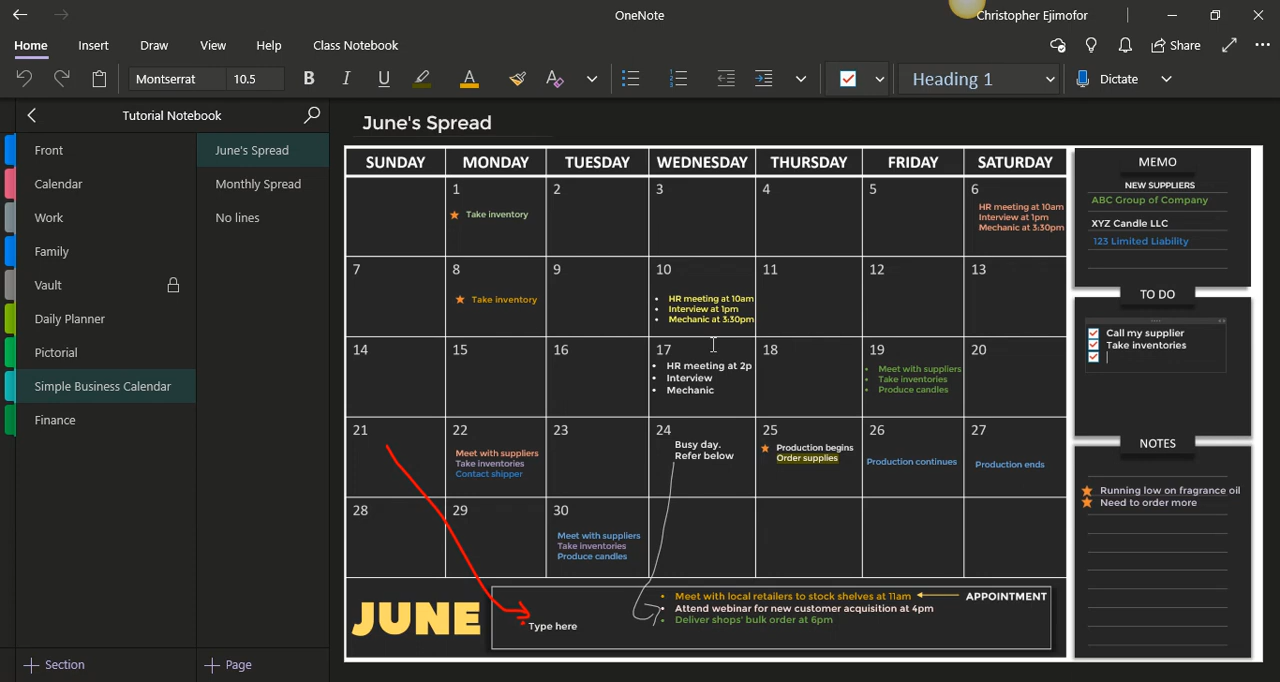 OneNote
Christopher Ejimofor
Home Insert Draw View Help Class Notebook
Share
Montserrat 10.5 B I U A A Heading 1 Dictate
Tutorial Notebook
Front
Calendar
Work
Family
Vault
Daily Planner
Pictorial
Simple Business Calendar
Finance
Section
June's Spread
Monthly Spread
No lines
Page
June's Spread
SUNDAY MONDAY TUESDAY WEDNESDAY THURSDAY FRIDAY SATURDAY
1 2 3 4 5 6
Take inventory
HR meeting at 10am
Interview at 1pm
Mechanic at 3:30pm
7 8 9 10 11 12 13
Take inventory
HR meeting at 10am
Interview at 1pm
Mechanic at 3:30pm
14 15 16 17 18 19 20
HR meeting at 2p
Interview
Mechanic
Meet with suppliers
Take inventories
Produce candles
21 22 23 24 25 26 27
Meet with suppliers
Take inventories
Contact shipper
Busy day.
Refer below
Production begins
Order supplies
Production continues
Production ends
28 29 30
Meet with suppliers
Take inventories
Produce candles
JUNE
Type here
Meet with local retailers to stock shelves at 11am
Attend webinar for new customer acquisition at 4pm
Deliver shops' bulk order at 6pm
APPOINTMENT
MEMO
NEW SUPPLIERS
ABC Group of Company
XYZ Candle LLC
123 Limited Liability
TO DO
Call my supplier
Take inventories
NOTES
Running low on fragrance oil
Need to order more